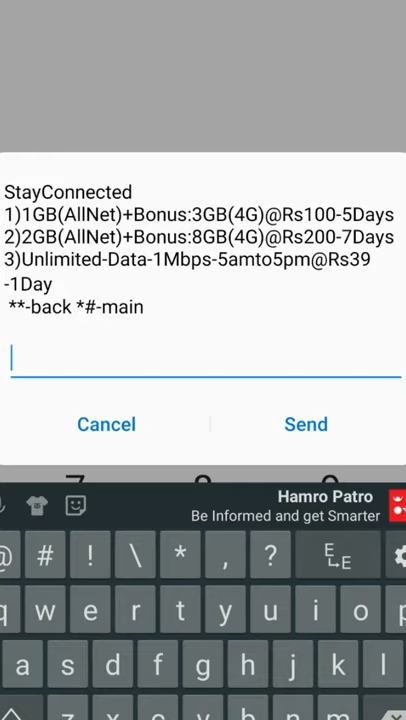 StayConnected
1)1GB(AllNet)+Bonus:3GB(4G)@Rs100-5Days
2)2GB(AllNet)+Bonus:8GB(4G)@Rs200-7Days
3)Unlimited-Data-1Mbps-5amto5pm@Rs39
-1Day
**-back *#-main
Cancel Send
Hamro Patro
Be Informed and get Smarter
@ # ! \ * , ? E E
q w e r t y u i o p
a s d f g h j k l
z x c v b n m